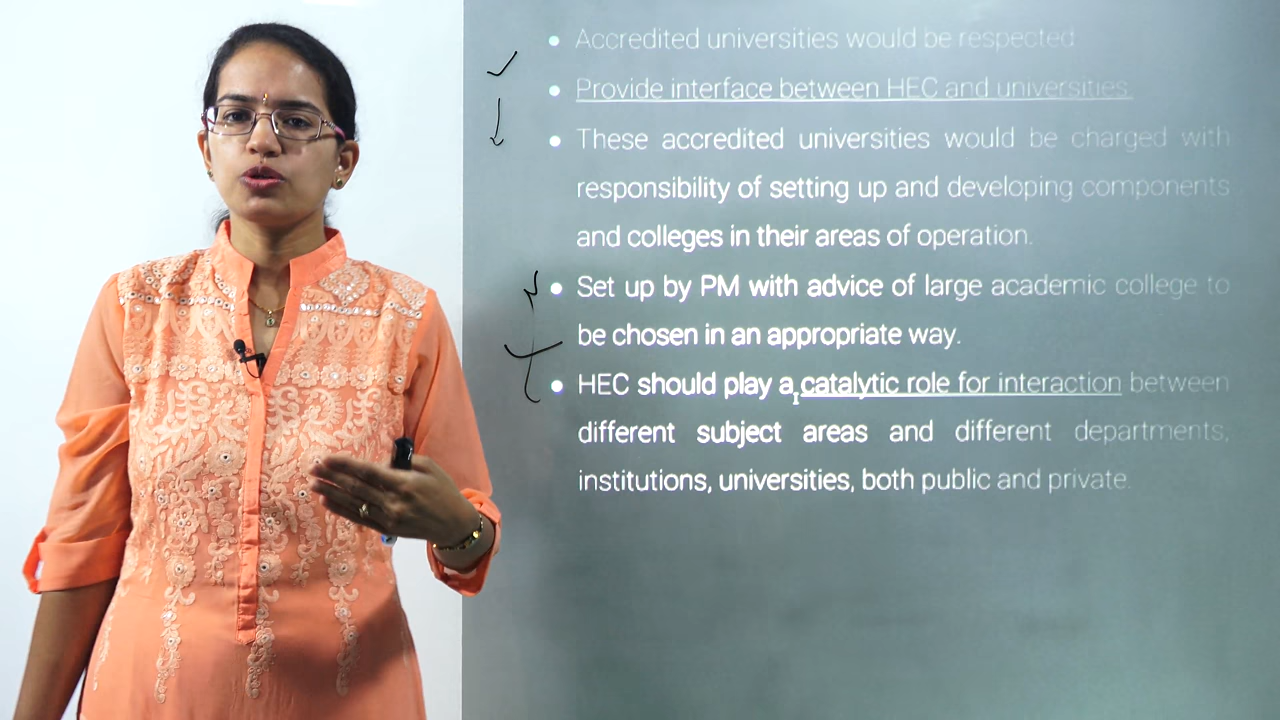 Accredited universities would be respected
Provide interface between HEC and universities.
These accredited universities would be charged with
responsibility of setting up and developing components
and colleges in their areas of operation.
Set up by PM with advice of large academic college to
be chosen in an appropriate way.
HEC should play a catalytic role for interaction between
different subject areas and different departments,
institutions, universities, both public and private.